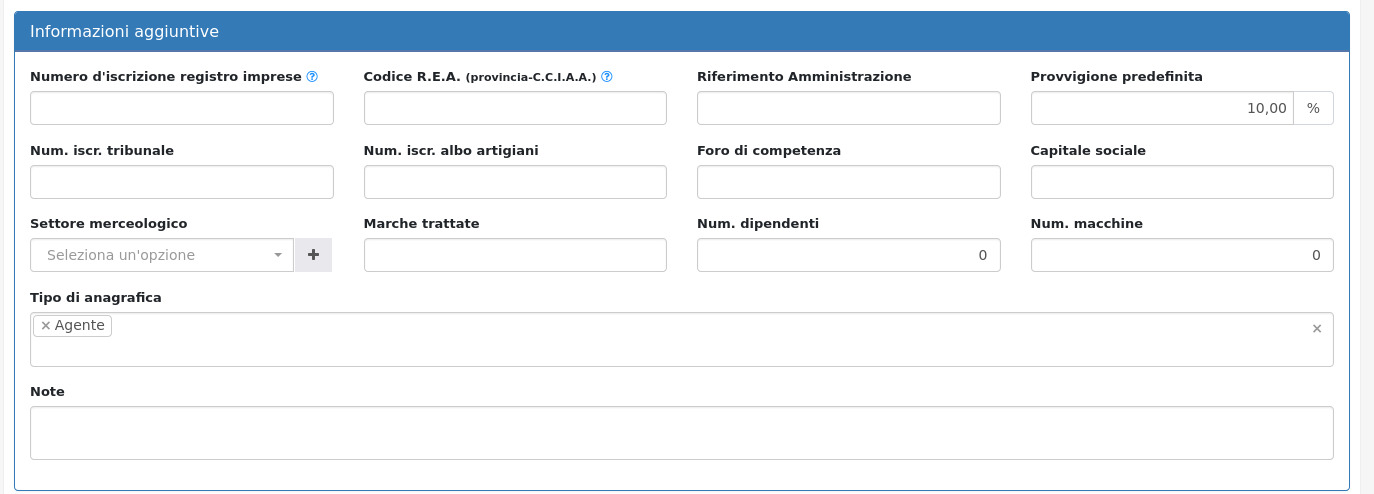 Informazioni aggiuntive
Numero d'iscrizione registro imprese Codice R.E.A. (provincia-C.C.I.A.A.) Riferimento Amministrazione Provvigione predefinita
10,00 %
Num. iscr. tribunale Num. iscr. albo artigiani Foro di competenza Capitale sociale
Settore merceologico Marche trattate Num. dipendenti Num. macchine
Seleziona un'opzione + 0 0
Tipo di anagrafica
× Agente ×
Note